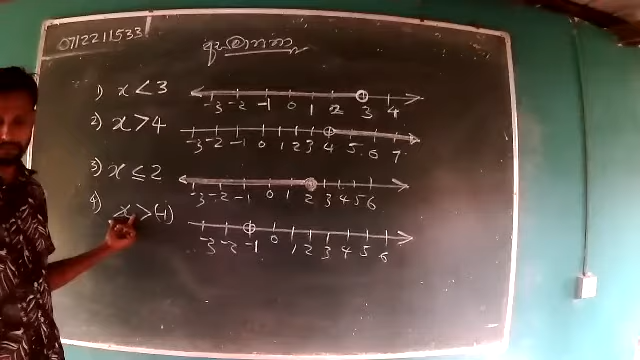 0712211533
1) x < 3
-3 -2 -1 0 1 2 3 4
2) x > 4
-3 -2 -1 0 1 2 3 4 5 6 7
3) x ≤ 2
-3 -2 -1 0 1 2 3 4 5 6
4) x > (-1)
-3 -2 -1 0 1 2 3 4 5 6